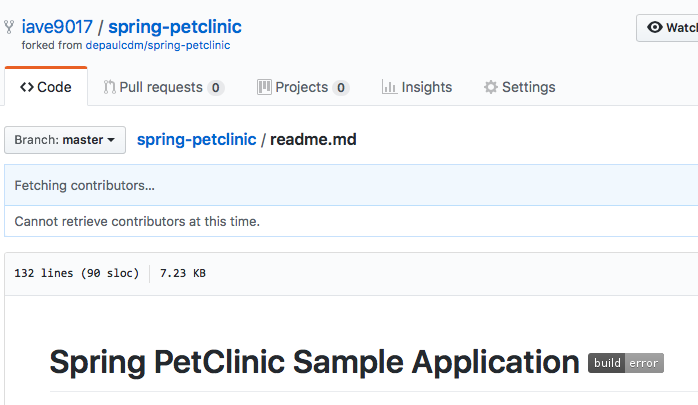 iave9017 / spring-petclinic
Watch
forked from depaulcdm/spring-petclinic
Code Pull requests 0 Projects 0 Insights Settings
Branch: master spring-petclinic / readme.md
Fetching contributors...
Cannot retrieve contributors at this time.
132 lines (90 sloc) 7.23 KB
Spring PetClinic Sample Application build error